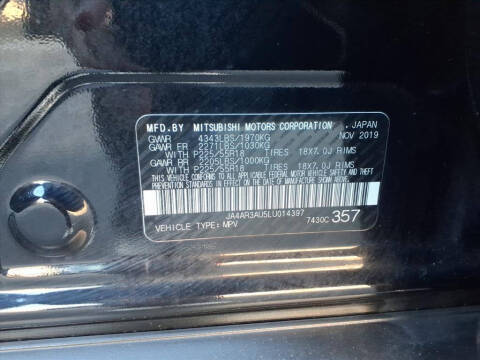 MFD.BY MITSUBISHI MOTORS CORPORATION , JAPAN
GVWR 4343LBS/1970KG NOV 2019
GAWR FR 2271LBS/1030KG
WITH P225/55R18 TIRES 18X7.0J RIMS
GAWR RR 2205LBS/1000KG
WITH P225/55R18 TIRES 18X7.0J RIMS
THIS VEHICLE CONFORMS TO ALL APPLICABLE FEDERAL MOTOR VEHICLE SAFETY
AND THEFT PREVENTION STANDARDS IN EFFECT ON THE DATE OF MANUFACTURE
SHOWN ABOVE.
JA4AR3AU5LU014397
VEHICLE TYPE: MPV 7430C 357